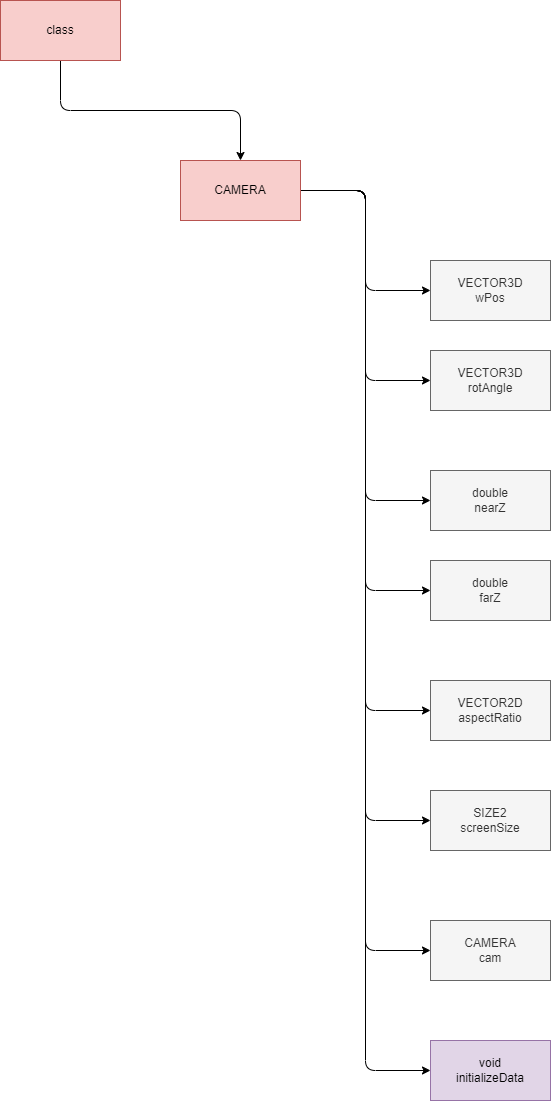 class
CAMERA
VECTOR3D
wPos
VECTOR3D
rotAngle
double
nearZ
double
farZ
VECTOR2D
aspectRatio
SIZE2
screenSize
CAMERA
cam
void
initializeData